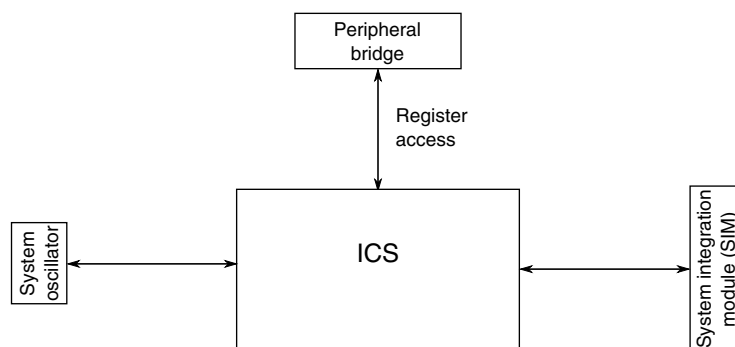 Peripheral
bridge
Register
access
ICS
System
oscillator
System integration
module (SIM)